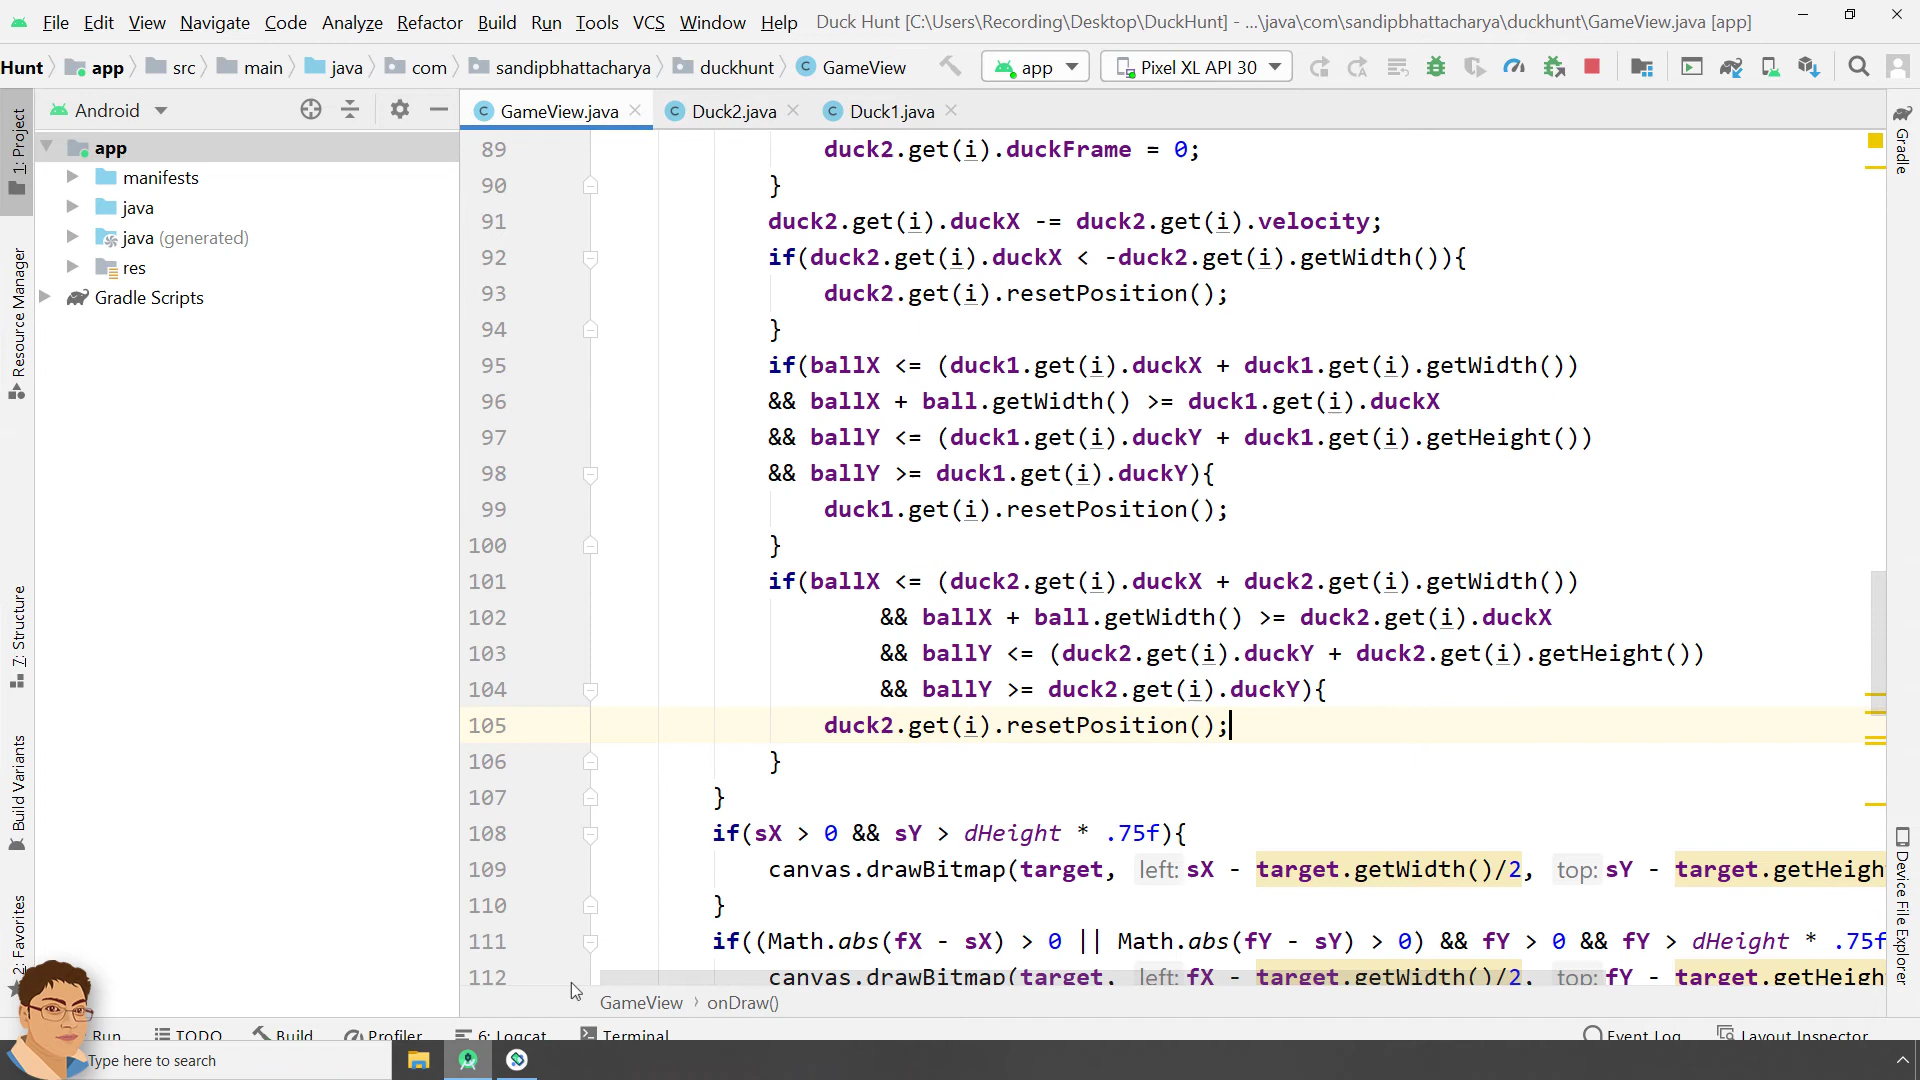 File Edit View Navigate Code Analyze Refactor Build Run Tools VCS Window Help Duck Hunt [C:\Users\Recording\Desktop\DuckHunt] - ...\java\com\sandipbhattacharya\duckhunt\GameView.java [app]
Hunt app src main java com sandipbhattacharya duckhunt GameView app Pixel XL API 30
Android
GameView.java Duck2.java Duck1.java
app
manifests
java
java (generated)
res
Gradle Scripts
1: Project
Resource Manager
7: Structure
Build Variants
2: Favorites
89 duck2.get(i).duckFrame = 0;
90 }
91 duck2.get(i).duckX -= duck2.get(i).velocity;
92 if(duck2.get(i).duckX < -duck2.get(i).getWidth()){
93 duck2.get(i).resetPosition();
94 }
95 if(ballX <= (duck1.get(i).duckX + duck1.get(i).getWidth())
96 && ballX + ball.getWidth() >= duck1.get(i).duckX
97 && ballY <= (duck1.get(i).duckY + duck1.get(i).getHeight())
98 && ballY >= duck1.get(i).duckY){
99 duck1.get(i).resetPosition();
100 }
101 if(ballX <= (duck2.get(i).duckX + duck2.get(i).getWidth())
102 && ballX + ball.getWidth() >= duck2.get(i).duckX
103 && ballY <= (duck2.get(i).duckY + duck2.get(i).getHeight())
104 && ballY >= duck2.get(i).duckY){
105 duck2.get(i).resetPosition();
106 }
107 }
108 if(sX > 0 && sY > dHeight * .75f){
109 canvas.drawBitmap(target, left: sX - target.getWidth()/2, top: sY - target.getHeigh
110 }
111 if((Math.abs(fX - sX) > 0 || Math.abs(fY - sY) > 0) && fY > 0 && fY > dHeight * .75f
112 canvas.drawBitmap(target, left: fX - target.getWidth()/2, top: fY - target.getHeigh
GameView › onDraw()
Gradle
Device File Explorer
Run TODO Build Profiler 6: Logcat Terminal Event Log Layout Inspector
Type here to search